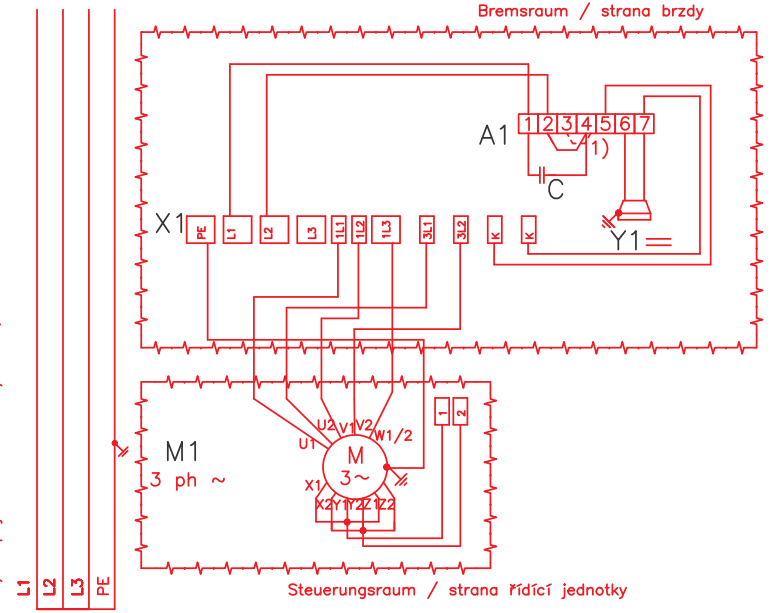 Bremsraum / strana brzdy
A1
1 2 3 4 5 6 7
1)
C
X1
PE L1 L2 L3 1L1 1L2 1L3 3L1 3L2 K K
Y1
M1
3 ph ~
U1 U2 V1 V2 W1/2
M
3~
X1
X2 Y1 Y2 Z1 Z2
1 2
L1 L2 L3 PE
Steuerungsraum / strana řídící jednotky